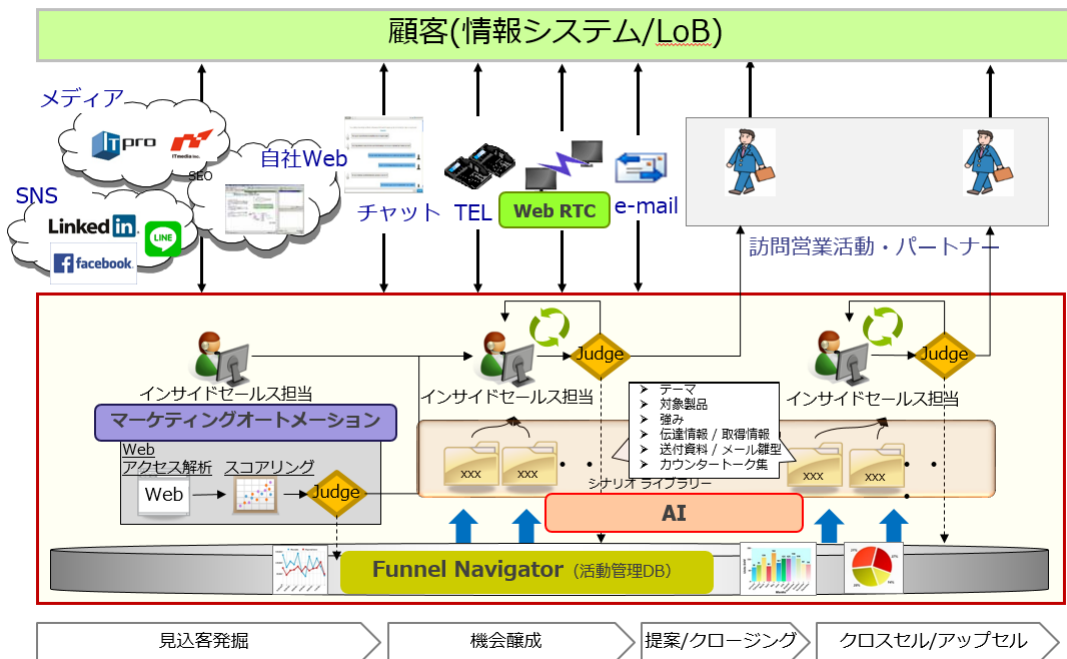 顧客(情報システム/LoB)
メディア
ITpro
ITmedia Inc.
SEO
自社Web
SNS
Linked in
LINE
facebook
チャット
TEL
Web RTC
e-mail
訪問営業活動・パートナー
インサイドセールス担当
Judge
インサイドセールス担当
Judge
インサイドセールス担当
マーケティングオートメーション
Web
アクセス解析
スコアリング
Web
Judge
テーマ
対象製品
強み
伝達情報 / 取得情報
送付資料 / メール雛型
カウンタートーク集
xxx
xxx
・・
シナリオ ライブラリー
xxx
xxx
AI
Funnel Navigator (活動管理DB)
見込客発掘
機会醸成
提案/クロージング
クロスセル/アップセル